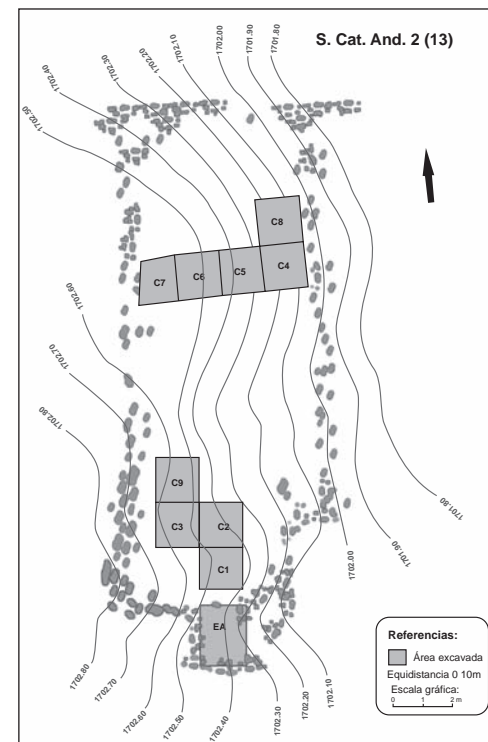 S. Cat. And. 2 (13)
1702.50
1702.40
1702.30
1702.20
1702.10
1702.00
1701.90
1701.80
C8
C7
C6
C5
C4
1702.60
1702.70
1702.80
C9
C3
C2
C1
EA
1701.80
1701.90
1702.00
1702.10
1702.20
1702.30
1702.40
1702.50
1702.60
1702.70
1702.80
Referencias:
Área excavada
Equidistancia 0 10m
Escala gráfica:
0 1 2 m